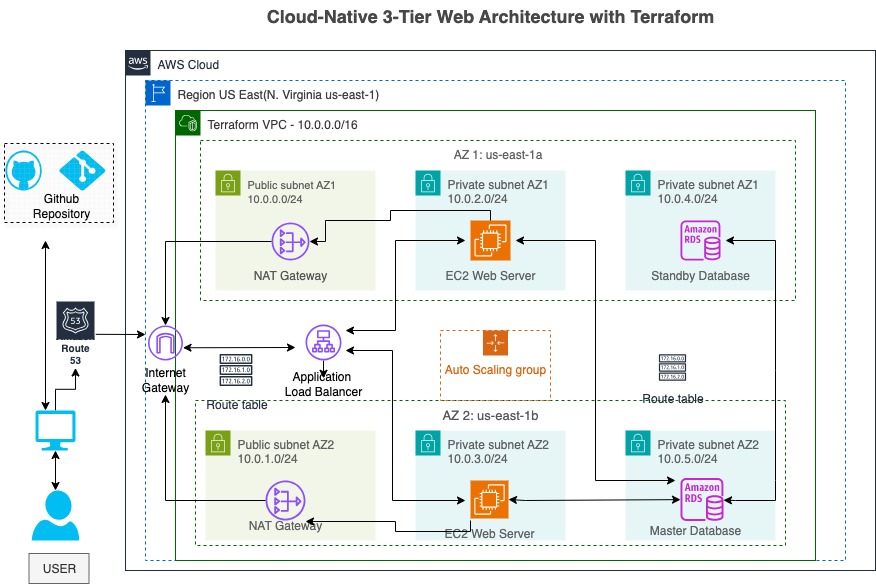 Cloud-Native 3-Tier Web Architecture with Terraform
aws
AWS Cloud
Region US East(N. Virginia us-east-1)
Terraform VPC - 10.0.0.0/16
AZ 1: us-east-1a
Public subnet AZ1
10.0.0.0/24
NAT Gateway
Private subnet AZ1
10.0.2.0/24
EC2 Web Server
Private subnet AZ1
10.0.4.0/24
Amazon
RDS
Standby Database
Github
Repository
53
Route
53
Internet
Gateway
172.16.0.0
172.16.1.0
172.16.2.0
Route table
Application
Load Balancer
Auto Scaling group
172.16.0.0
172.16.1.0
172.16.2.0
Route table
AZ 2: us-east-1b
Public subnet AZ2
10.0.1.0/24
NAT Gateway
Private subnet AZ2
10.0.3.0/24
EC2 Web Server
Private subnet AZ2
10.0.5.0/24
Amazon
RDS
Master Database
USER